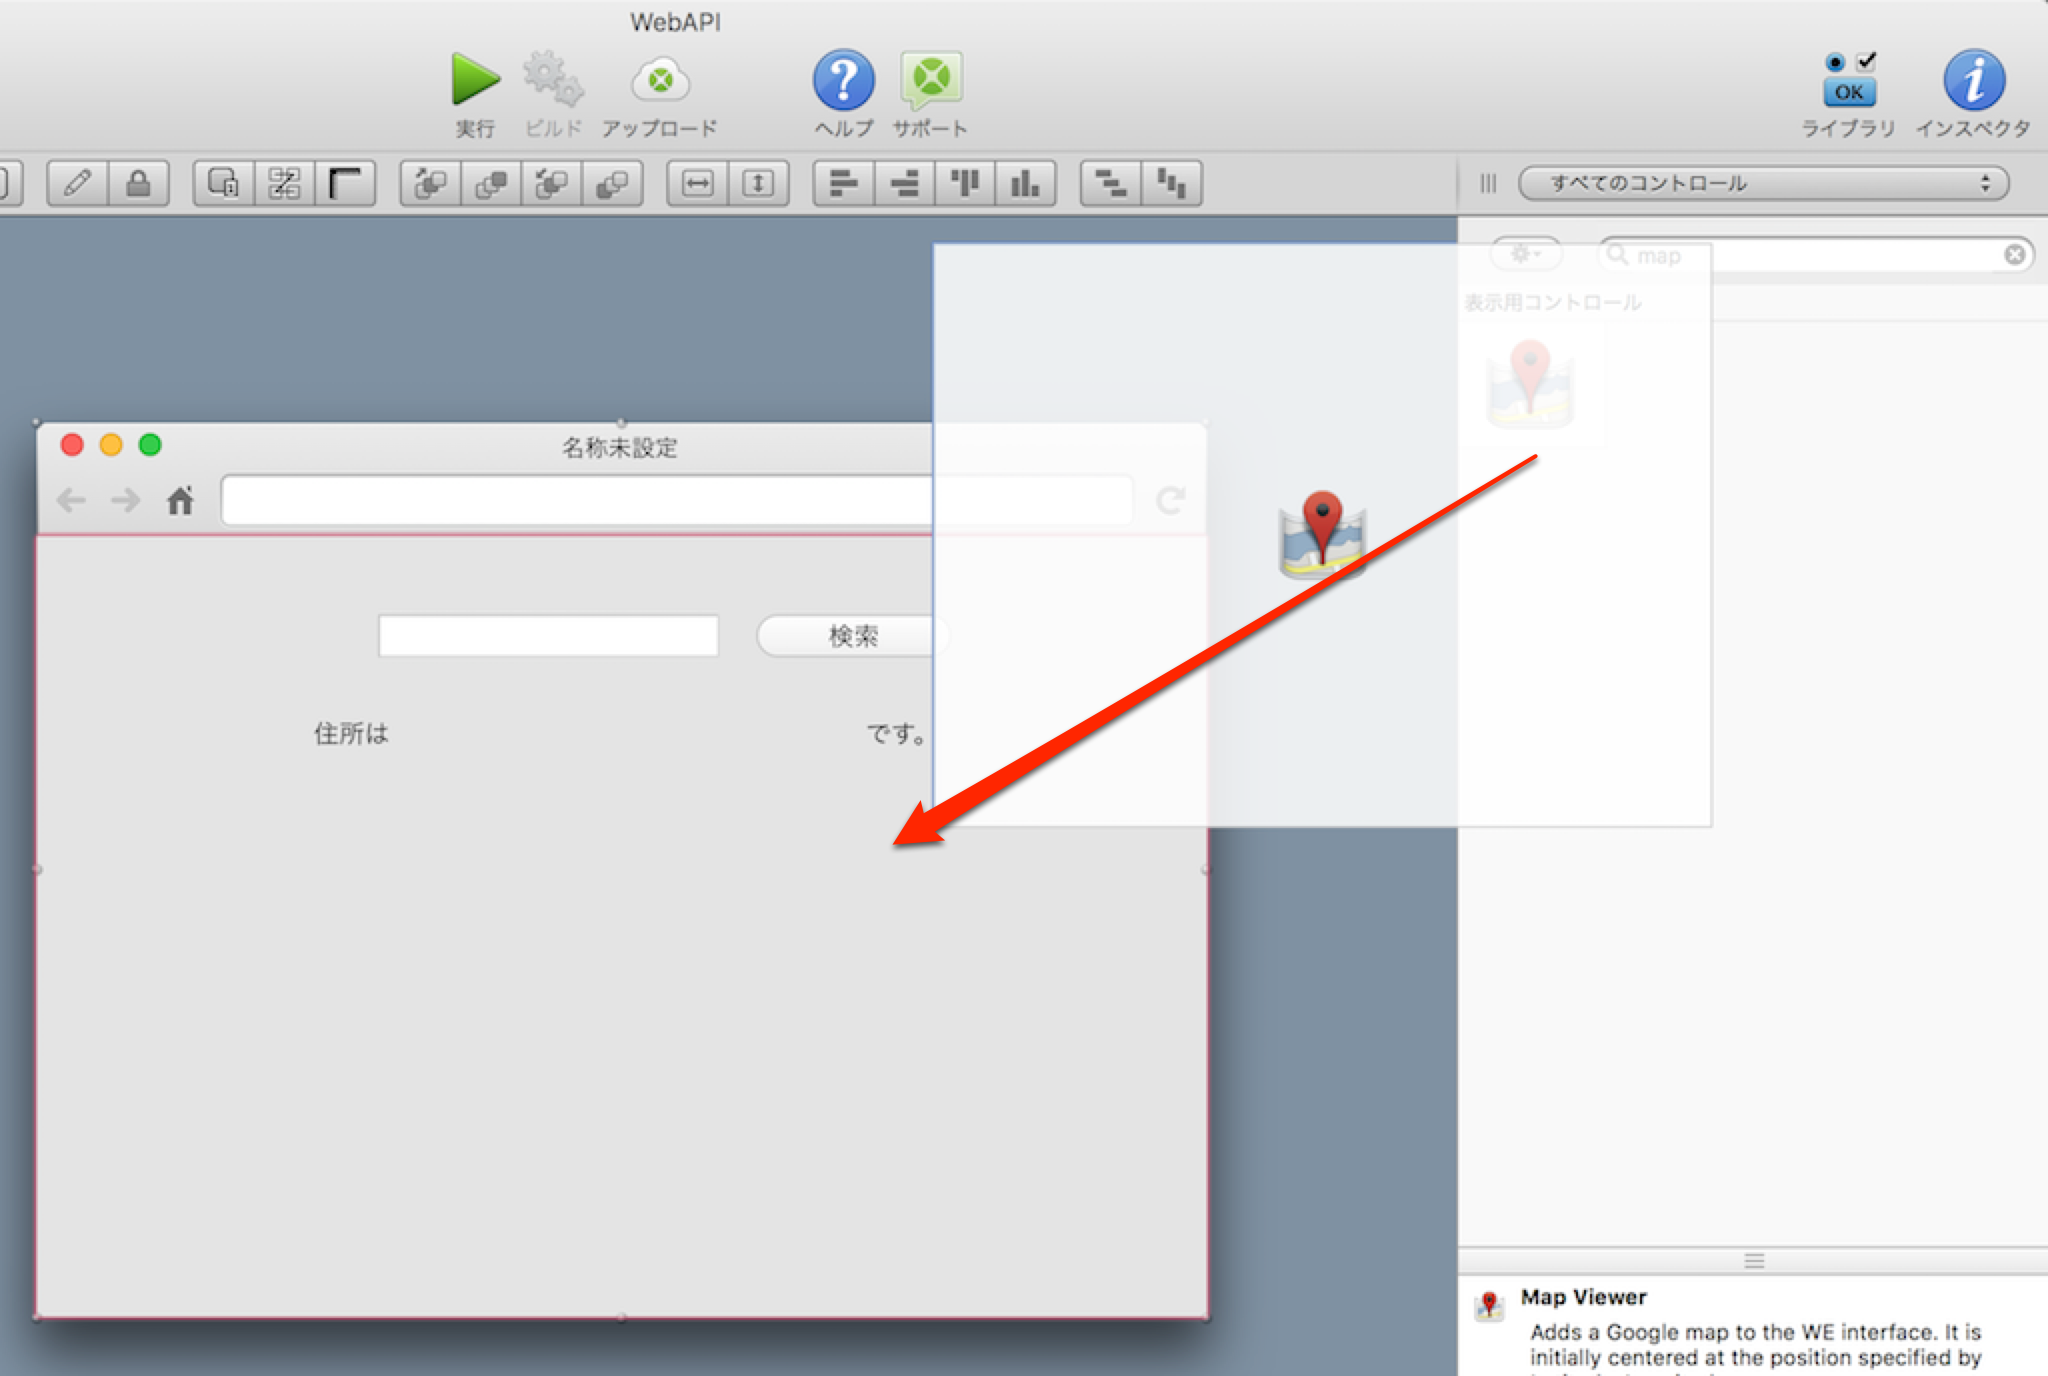 WebAPI
実行
ビルド
アップロード
ヘルプ
サポート
OK
ライブラリ
インスペクタ
すべてのコントロール
map
表示用コントロール
名称未設定
検索
住所は
です。
Map Viewer
Adds a Google map to the WE interface. It is
initially centered at the position specified by